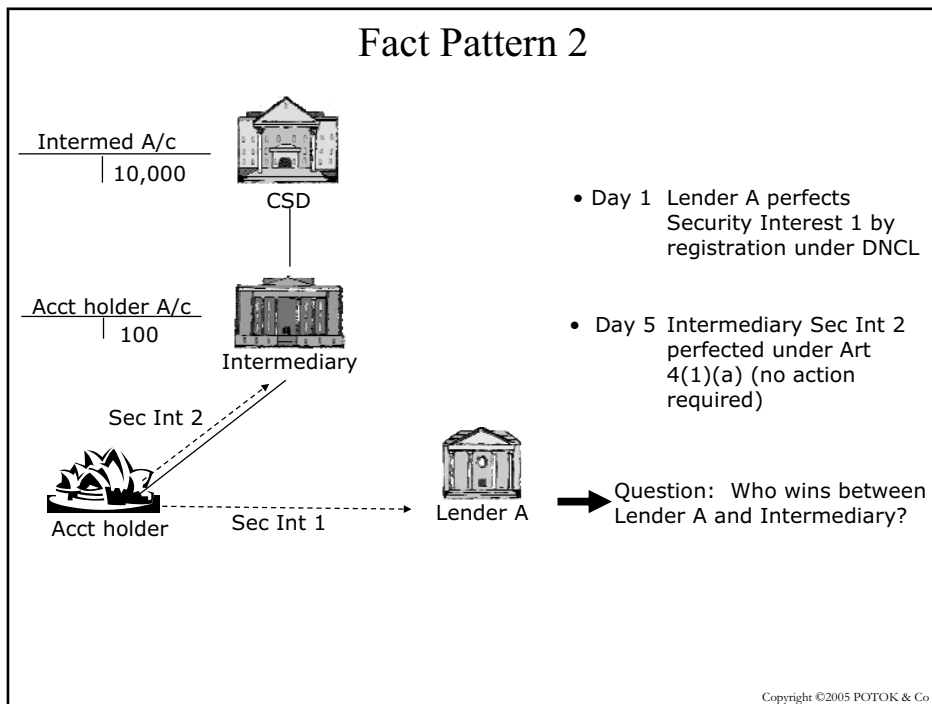 Fact Pattern 2
Intermed A/c
10,000
CSD
Acct holder A/c
100
Intermediary
Sec Int 2
Acct holder
Sec Int 1
Lender A
• Day 1 Lender A perfects
Security Interest 1 by
registration under DNCL
• Day 5 Intermediary Sec Int 2
perfected under Art
4(1)(a) (no action
required)
Question: Who wins between
Lender A and Intermediary?
Copyright ©2005 POTOK & Co